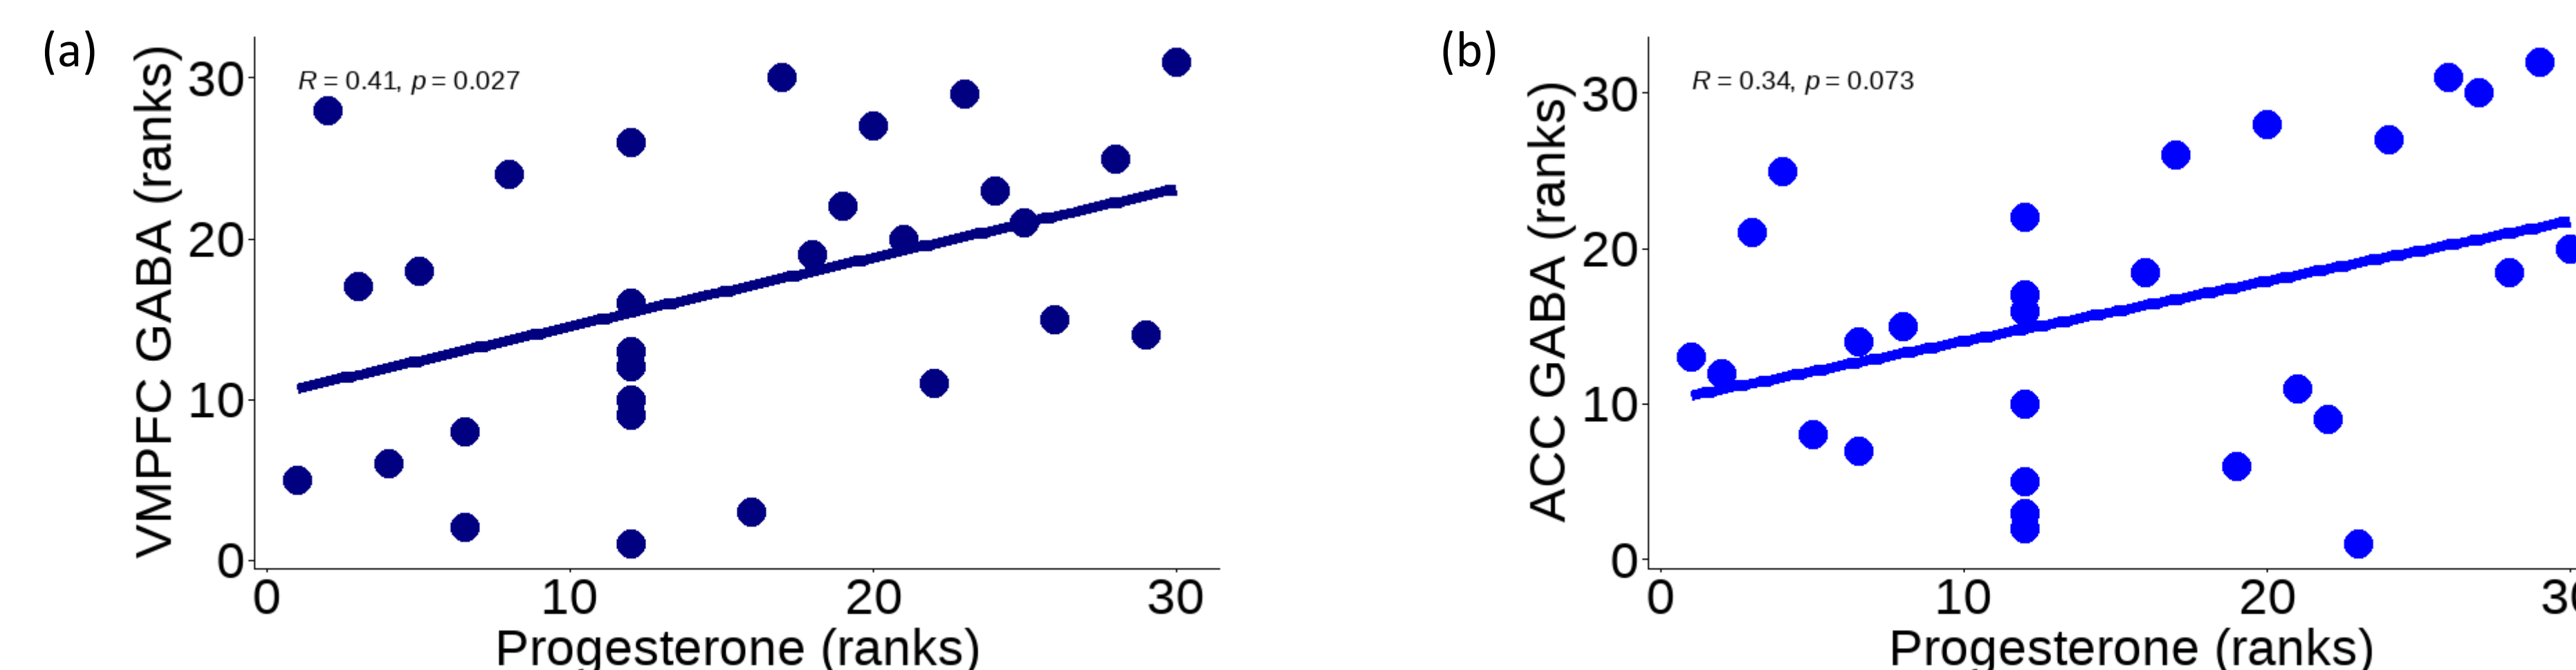 (a)
VMPFC GABA (ranks)
R = 0.41, p = 0.027
30
20
10
0
0 10 20 30
Progesterone (ranks)
(b)
ACC GABA (ranks)
R = 0.34, p = 0.073
30
20
10
0
0 10 20
Progesterone (ranks)